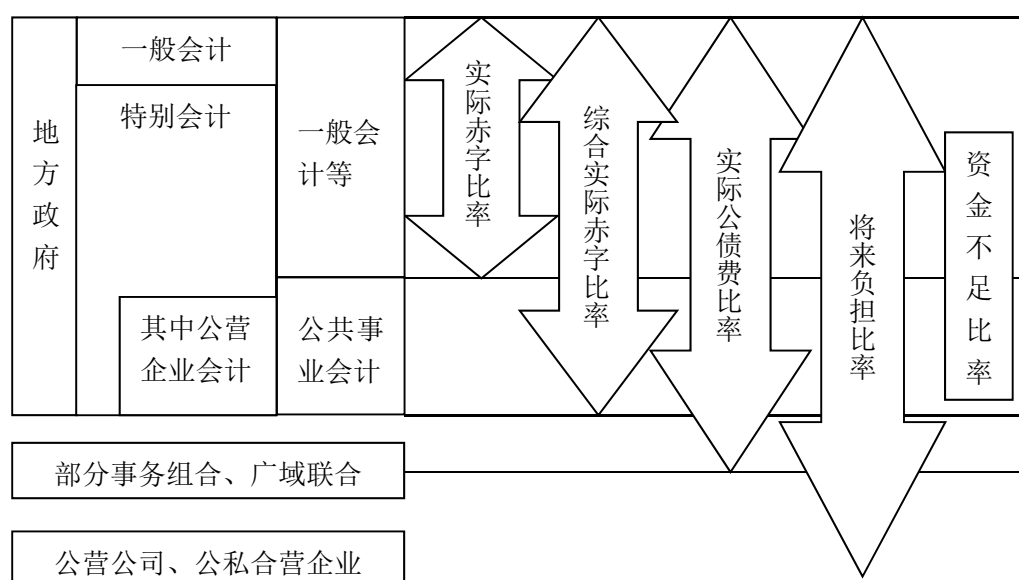 地方政府
一般会计
特别会计
其中公营
企业会计
一般会
计等
公共事
业会计
实际赤字比率
综合实际赤字比率
实际公债费比率
将来负担比率
资金不足比率
部分事务组合、广域联合
公营公司、公私合营企业